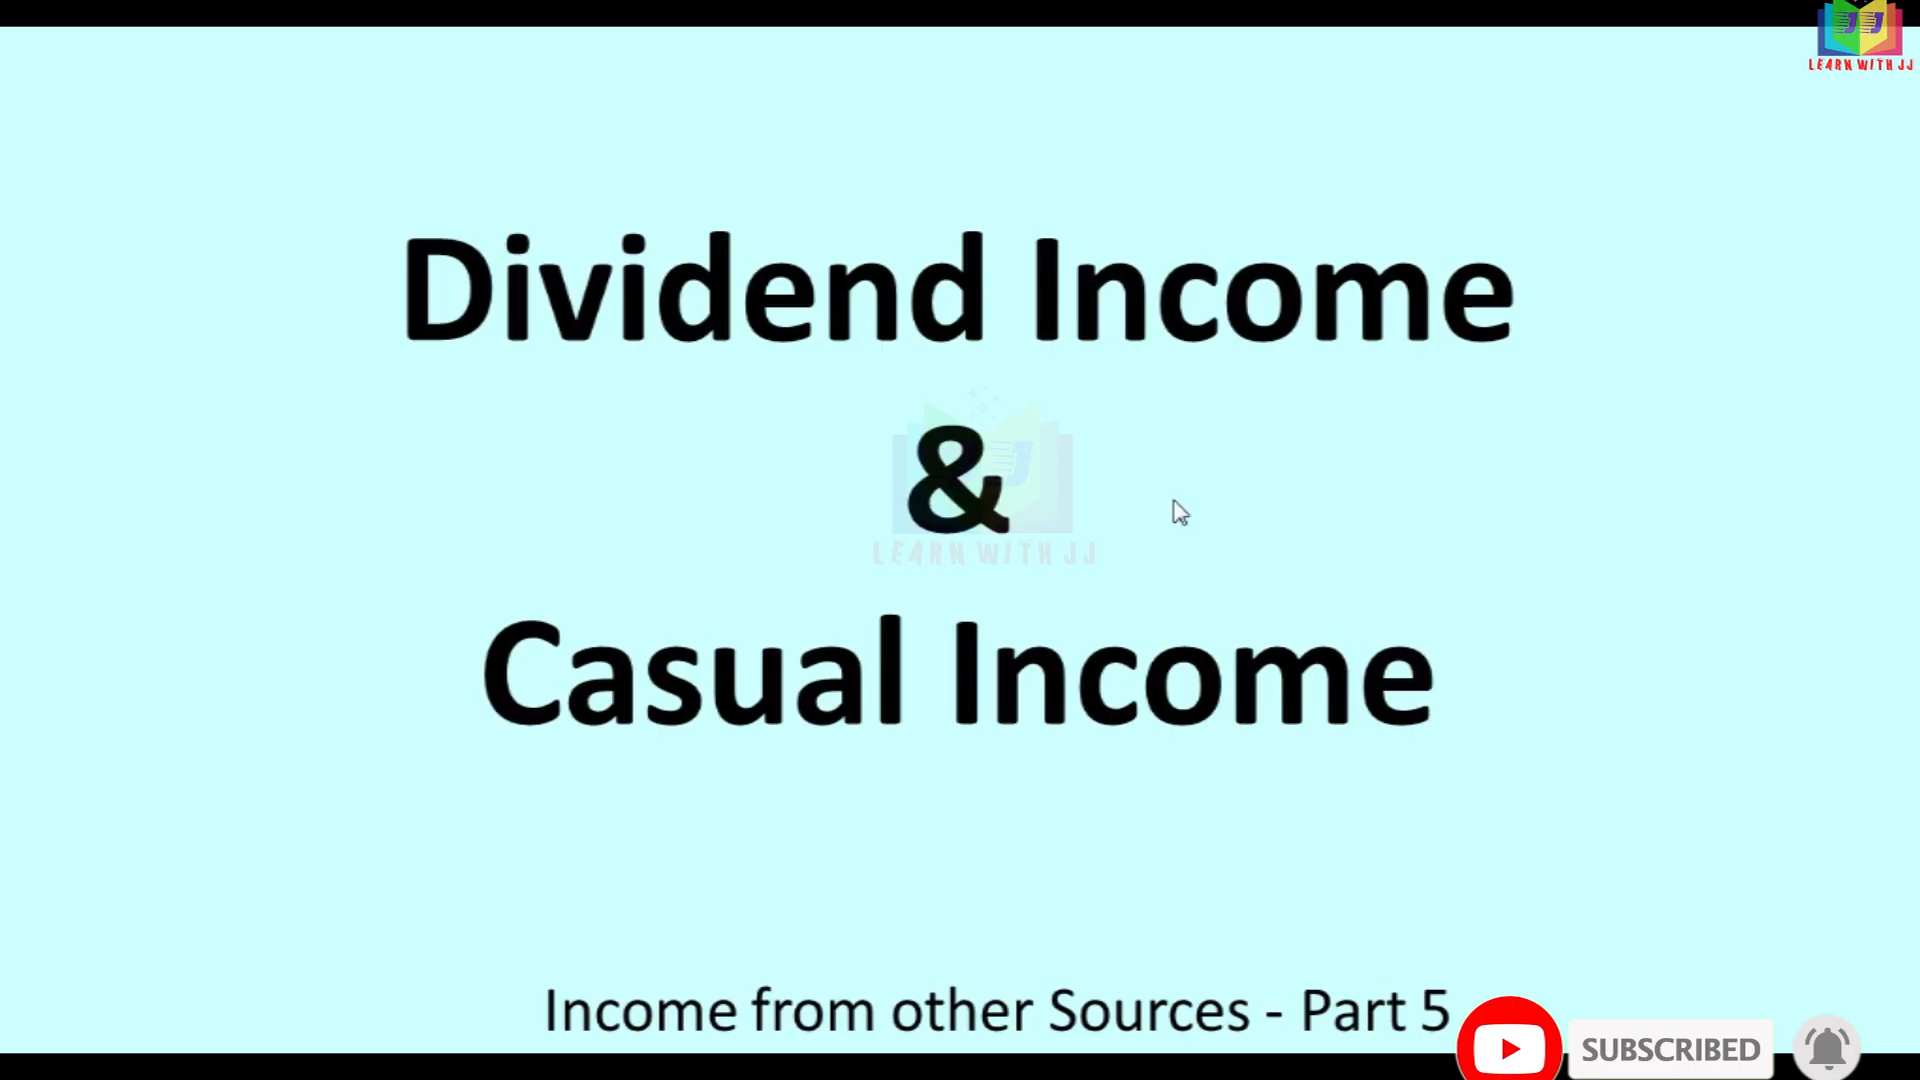 LEARN WITH JJ
Dividend Income
&
LEARN WITH JJ
Casual Income
Income from other Sources - Part 5
SUBSCRIBED